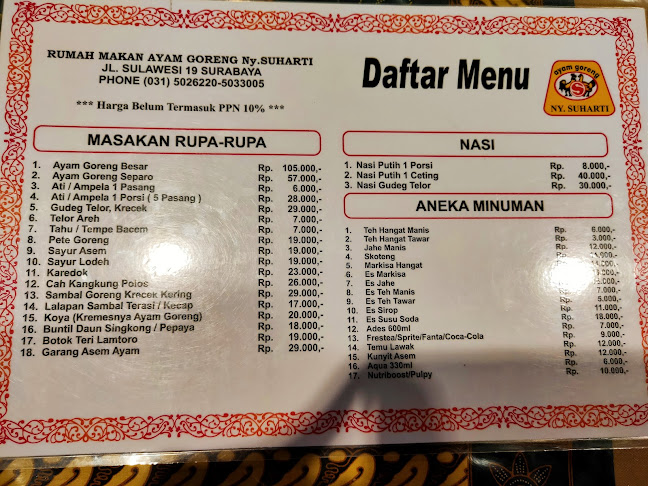 RUMAH MAKAN AYAM GORENG Ny.SUHARTI
JL. SULAWESI 19 SURABAYA
PHONE (031) 5026220-5033005
*** Harga Belum Termasuk PPN 10% ***
Daftar Menu
ayam goreng
S
NY. SUHARTI
MASAKAN RUPA-RUPA
1. Ayam Goreng Besar Rp. 105.000,-
2. Ayam Goreng Separo Rp. 57.000,-
3. Ati / Ampela 1 Pasang Rp. 6.000,-
4. Ati / Ampela 1 Porsi ( 5 Pasang ) Rp. 28.000,-
5. Gudeg Telor, Krecek Rp. 29.000,-
6. Telor Areh Rp. 7.000,-
7. Tahu / Tempe Bacem Rp. 7.000,-
8. Pete Goreng Rp. 19.000,-
9. Sayur Asem Rp. 19.000,-
10. Sayur Lodeh Rp. 19.000,-
11. Karedok Rp. 23.000,-
12. Cah Kangkung Polos Rp. 26.000,-
13. Sambal Goreng Krecek Kering Rp. 29.000,-
14. Lalapan Sambal Terasi / Kecap Rp. 17.000,-
15. Koya (Kremesnya Ayam Goreng) Rp. 20.000,-
16. Buntil Daun Singkong / Pepaya Rp. 18.000,-
17. Botok Teri Lamtoro Rp. 19.000,-
18. Garang Asem Ayam Rp. 29.000,-
NASI
1. Nasi Putih 1 Porsi Rp. 8.000,-
2. Nasi Putih 1 Ceting Rp. 40.000,-
3. Nasi Gudeg Telor Rp. 30.000,-
ANEKA MINUMAN
1. Teh Hangat Manis Rp. 6.000,-
2. Teh Hangat Tawar Rp. 3.000,-
3. Jahe Manis Rp. 12.000,-
4. Skoteng Rp.
5. Markisa Hangat Rp.
6. Es Markisa Rp.
7. Es Jahe Rp.
8. Es Teh Manis Rp. 7.000,-
9. Es Teh Tawar Rp. 5.000,-
10. Es Sirop Rp. 11.000,-
11. Es Susu Soda Rp. 18.000,-
12. Ades 600ml Rp. 7.000,-
13. Frestea/Sprite/Fanta/Coca-Cola Rp. 9.000,-
14. Temu Lawak Rp. 12.000,-
15. Kunyit Asem Rp. 12.000,-
16. Aqua 330ml Rp. 6.000,-
17. Nutriboost/Pulpy Rp. 10.000,-